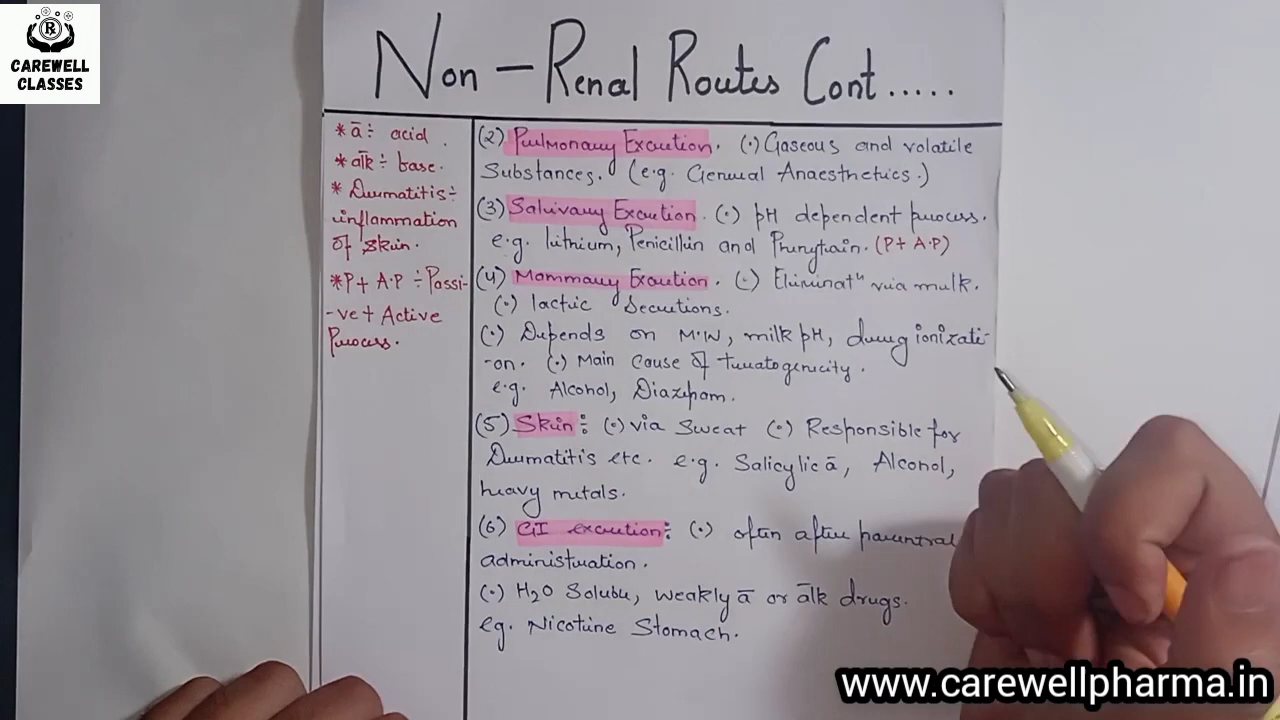 CAREWELL
CLASSES
Non - Renal Routes Cont .....
*ā÷ acid.
*alk÷ base.
* Dermatitis÷
inflammation
of skin.
*P+ A.P ÷Passi-
-ve + Active
Process.
(2) Pulmonary Excretion. (•) Gaseous and volatile
Substances. (e.g. General Anaesthetics.)
(3) Salivary Excretion. (•) pH dependent process.
e.g. lithium, Penicillin and Phenytoin. (P+ A.P)
(4) Mammary Excretion. (•) Eliminatⁿ via milk.
(•) lactic Secretions.
(•) Depends on M.W, milk pH, drug ionizati-
-on. (•) Main cause of teratogenicity.
e.g. Alcohol, Diazepam.
(5) Skin: (•) via Sweat (•) Responsible for
Dermatitis etc. e.g. Salicylic ā, Alcohol,
heavy metals.
(6) GI excretion: (•) often after parentral
administration.
(•) H2O Soluble, weakly ā or alk drugs.
eg. Nicotine Stomach.
www.carewellpharma.in